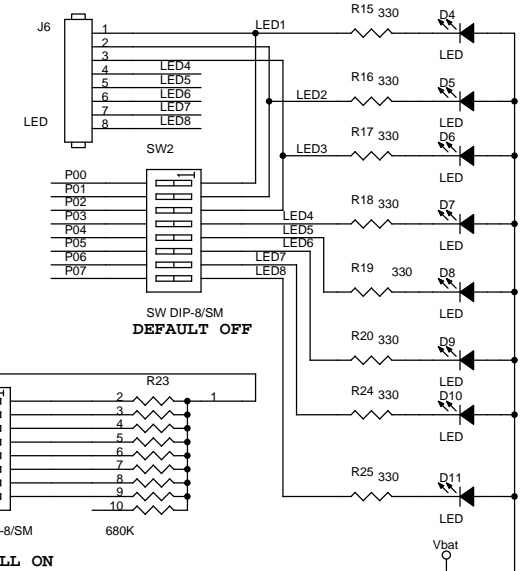 R15 330 D4
LED1
J6
1
2
3
4 LED4
5 LED5
6 LED6
7 LED7
8 LED8
LED
LED
R16 330 D5
LED2
LED
R17 330 D6
LED3
LED
SW2
1
P00
P01
P02
P03
P04
P05
P06
P07
R18 330 D7
LED4
LED5
LED6
LED7
LED8
LED
R19 330 D8
LED
SW DIP-8/SM
DEFAULT OFF
R20 330 D9
LED
R24 330 D10
LED
R23
2 1
3
4
5
6
7
8
9
10
680K
-8/SM
LL ON
R25 330 D11
LED
Vbat